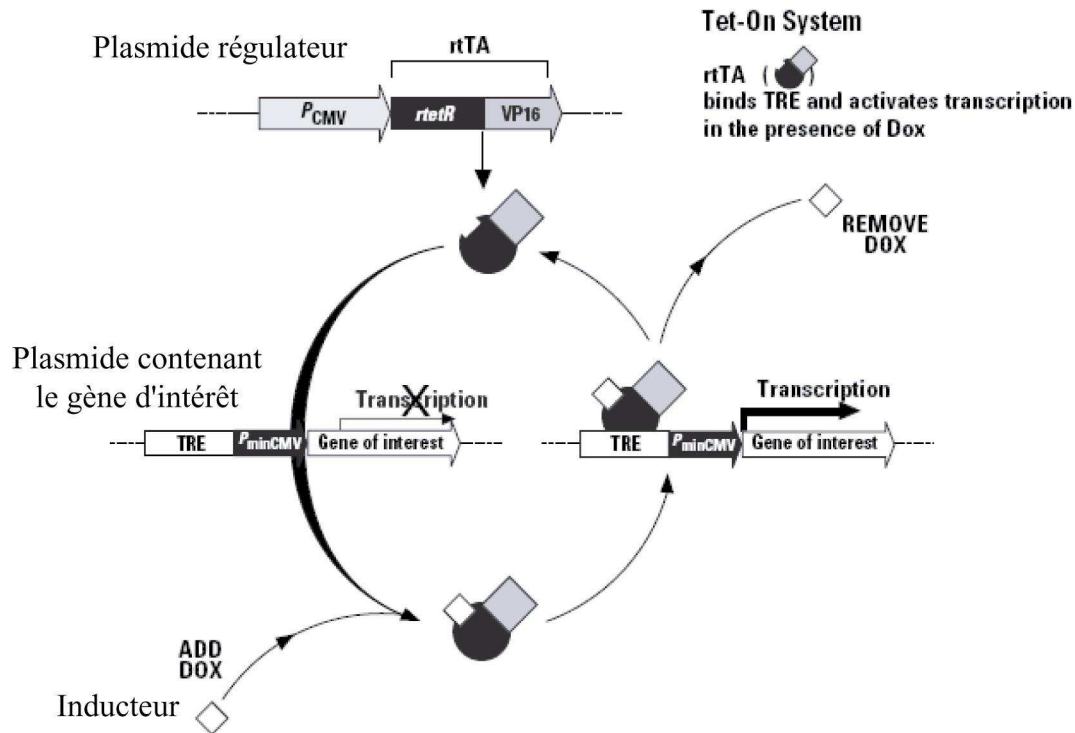 Plasmide régulateur
rtTA
PCMV
rtetR
VP16
Tet-On System
rtTA ( )
binds TRE and activates transcription
in the presence of Dox
REMOVE
DOX
Plasmide contenant
le gène d'intérêt
Transcription
TRE
PminCMV
Gene of interest
Transcription
TRE
PminCMV
Gene of interest
ADD
DOX
Inducteur